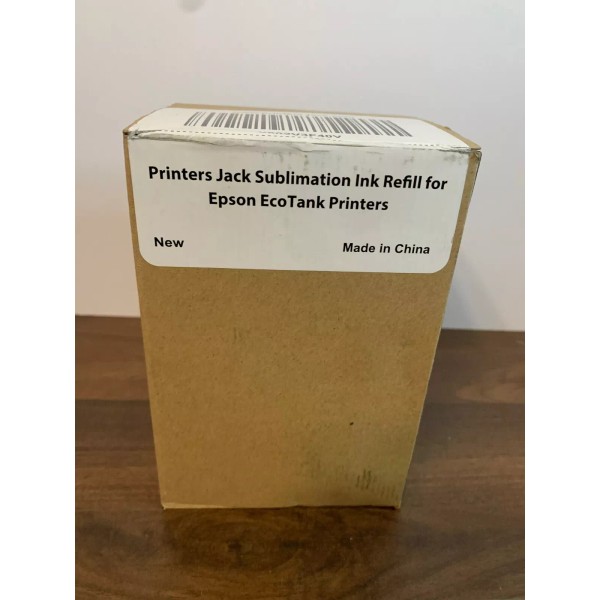 Printers Jack Sublimation Ink Refill for
Epson EcoTank Printers
New
Made in China